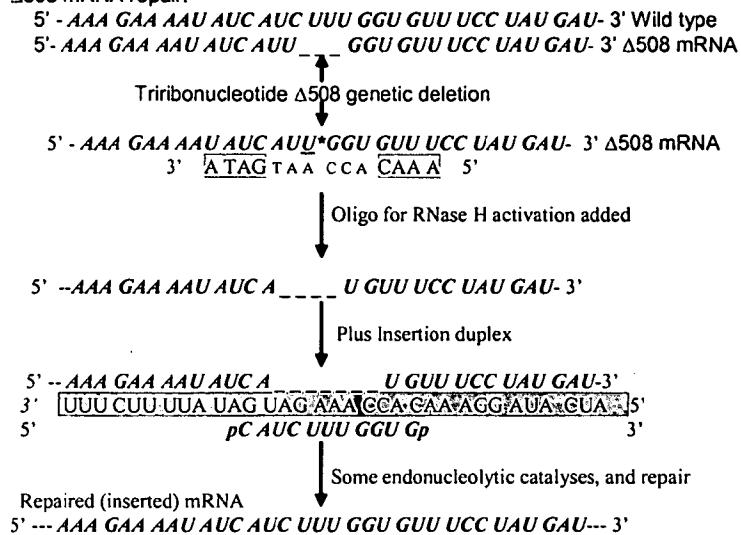 Δ508 mRNA repair
5' - AAA GAA AAU AUC AUC UUU GGU GUU UCC UAU GAU- 3' Wild type
5'- AAA GAA AAU AUC AUU _ _ _ GGU GUU UCC UAU GAU- 3' Δ508 mRNA
Triribonucleotide Δ508 genetic deletion
5' - AAA GAA AAU AUC AUU*GGU GUU UCC UAU GAU- 3' Δ508 mRNA
3' A TAG TAA CCA CAA A 5'
Oligo for RNase H activation added
5' --AAA GAA AAU AUC A _ _ _ _ U GUU UCC UAU GAU- 3'
Plus Insertion duplex
5' -- AAA GAA AAU AUC A_ _ _ _ _ _ U GUU UCC UAU GAU-3'
3' UUU CUU UUA UAG UAG AAA CCA CAA AGG AUA CUA 5'
5' pC AUC UUU GGU Gp 3'
Some endonucleolytic catalyses, and repair
Repaired (inserted) mRNA
5' --- AAA GAA AAU AUC AUC UUU GGU GUU UCC UAU GAU--- 3'